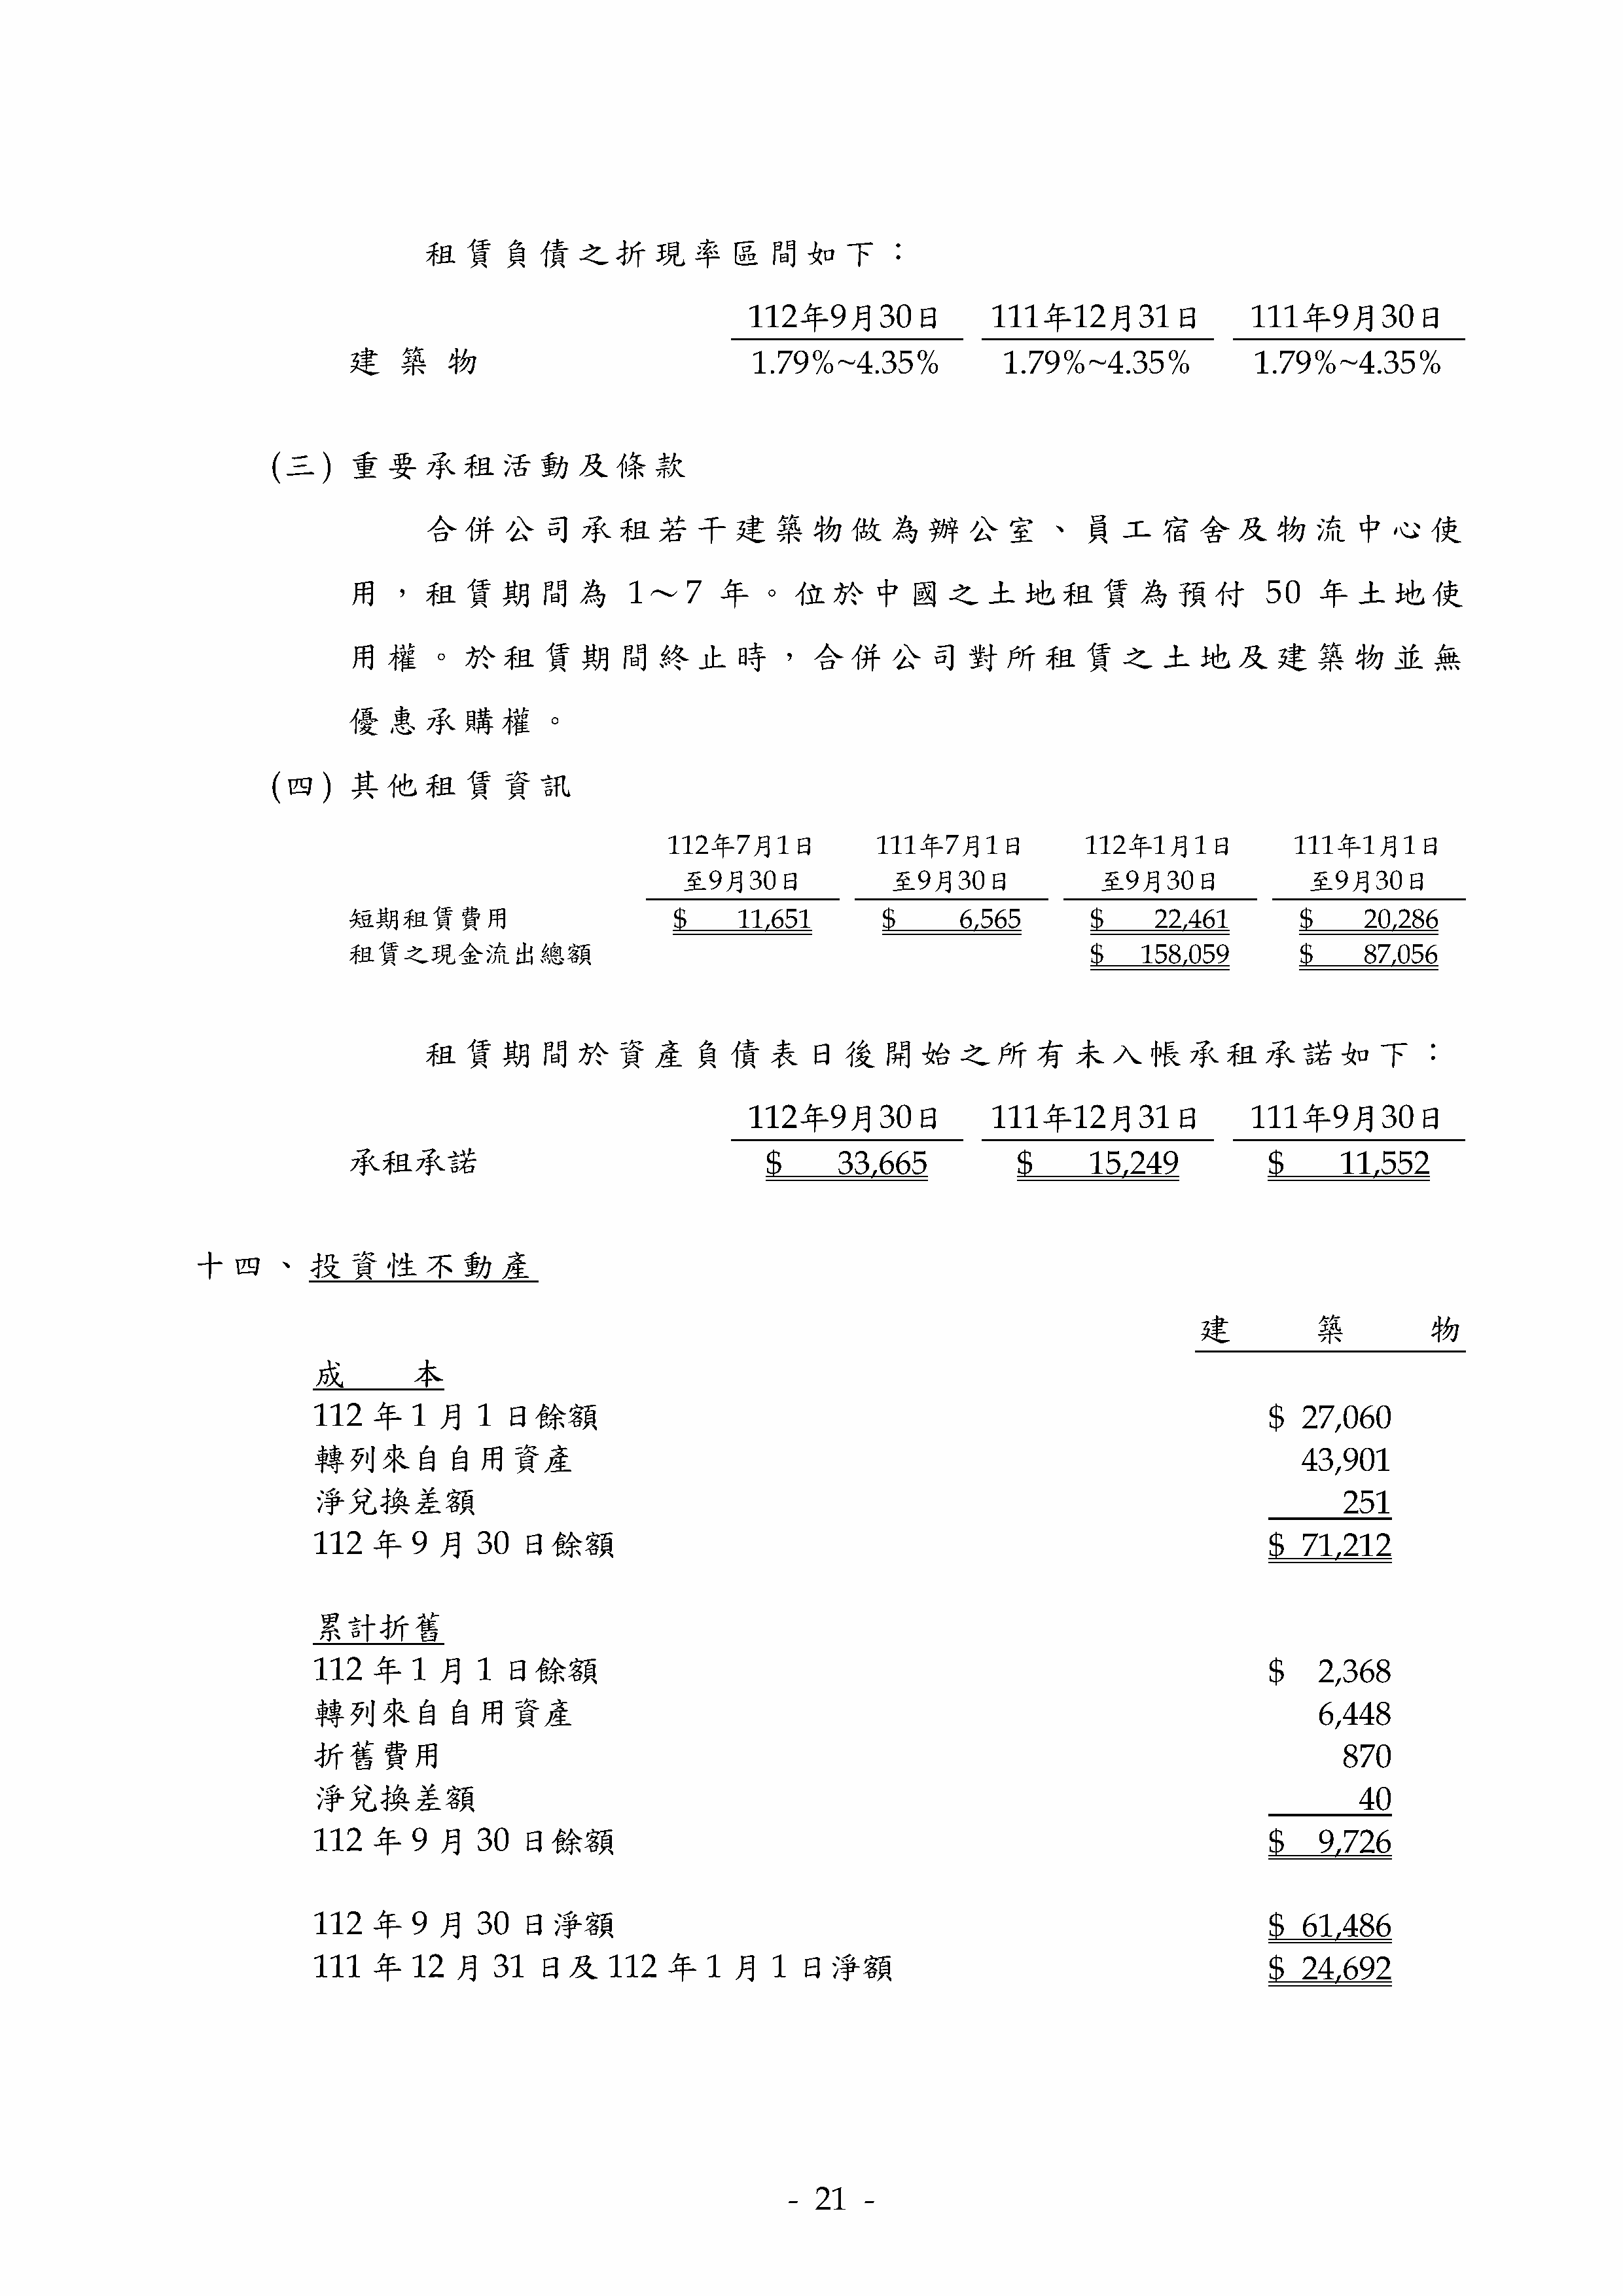 租賃負債之折現率區間如下：
112年9月30日 111年12月31日 111年9月30日
建築物 1.79%~4.35% 1.79%~4.35% 1.79%~4.35%
(三) 重要承租活動及條款
合併公司承租若干建築物做為辦公室、員工宿舍及物流中心使
用，租賃期間為 1～7 年。位於中國之土地租賃為預付 50 年土地使
用權。於租賃期間終止時，合併公司對所租賃之土地及建築物並無
優惠承購權。
(四) 其他租賃資訊
112年7月1日 111年7月1日 112年1月1日 111年1月1日
至9月30日 至9月30日 至9月30日 至9月30日
短期租賃費用 $ 11,651 $ 6,565 $ 22,461 $ 20,286
租賃之現金流出總額 $ 158,059 $ 87,056
租賃期間於資產負債表日後開始之所有未入帳承租承諾如下：
112年9月30日 111年12月31日 111年9月30日
承租承諾 $ 33,665 $ 15,249 $ 11,552
十四、投資性不動產
建築物
成本
112 年 1 月 1 日餘額 $ 27,060
轉列來自自用資產 43,901
淨兌換差額 251
112 年 9 月 30 日餘額 $ 71,212
累計折舊
112 年 1 月 1 日餘額 $ 2,368
轉列來自自用資產 6,448
折舊費用 870
淨兌換差額 40
112 年 9 月 30 日餘額 $ 9,726
112 年 9 月 30 日淨額 $ 61,486
111 年 12 月 31 日及 112 年 1 月 1 日淨額 $ 24,692
- 21 -